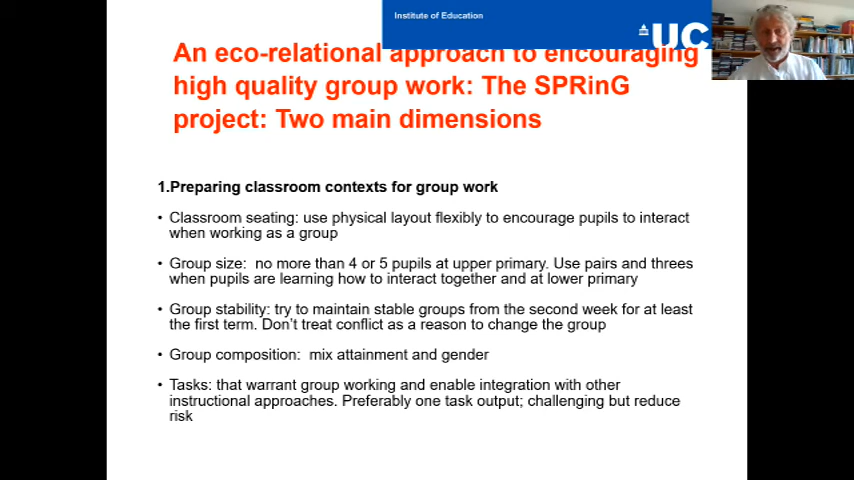 Institute of Education
UC
An eco-relational approach to encouraging
high quality group work: The SPRinG
project: Two main dimensions
1.Preparing classroom contexts for group work
• Classroom seating: use physical layout flexibly to encourage pupils to interact
when working as a group
• Group size:  no more than 4 or 5 pupils at upper primary. Use pairs and threes
when pupils are learning how to interact together and at lower primary
• Group stability: try to maintain stable groups from the second week for at least
the first term. Don't treat conflict as a reason to change the group
• Group composition:  mix attainment and gender
• Tasks: that warrant group working and enable integration with other
instructional approaches. Preferably one task output; challenging but reduce
risk